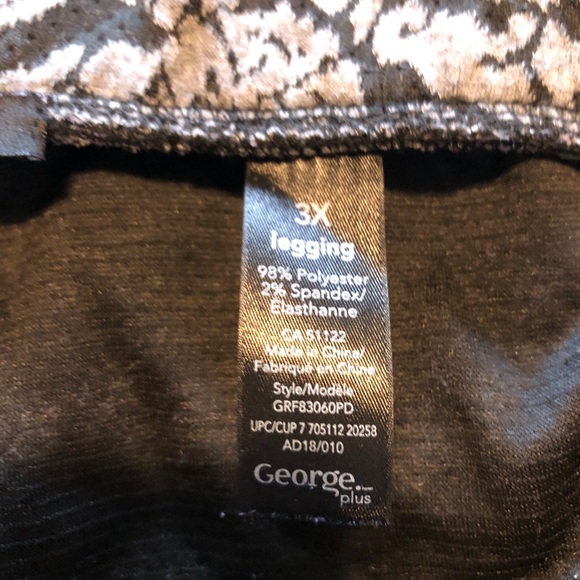 3X
legging
98% Polyester
2% Spandex/
Élasthanne
CA 51122
Made in China/
Fabriqué en Chine
Style/Modèle
GRF83060PD
UPC/CUP 7 705112 20258
AD18/010
George.
plus